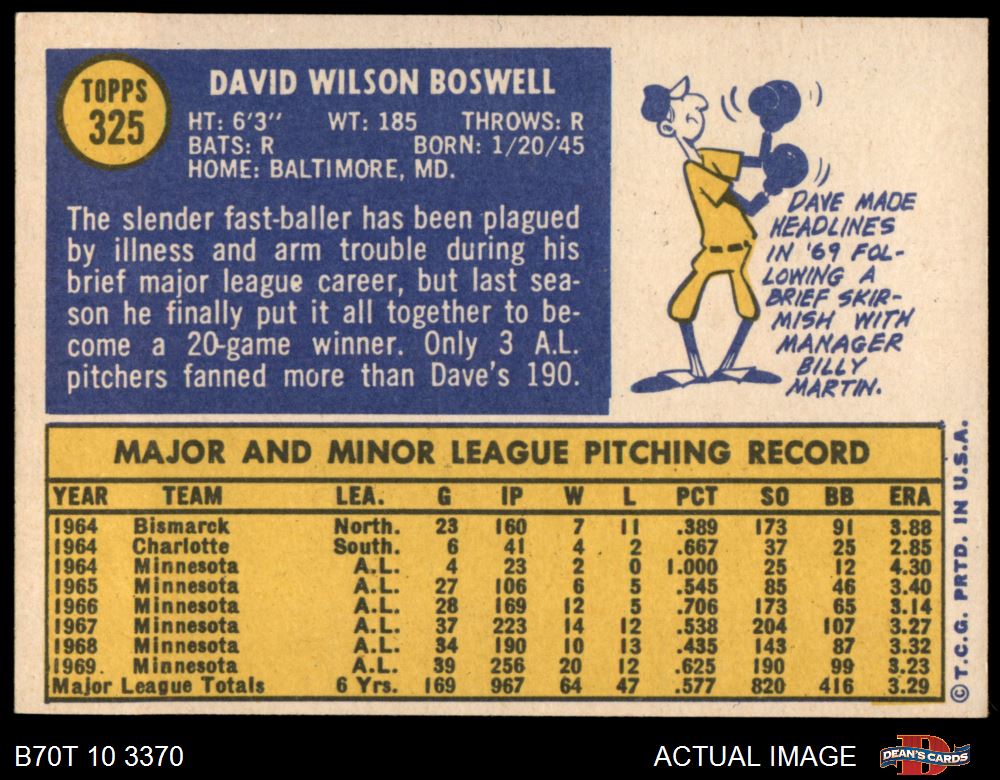 TOPPS
325
DAVID WILSON BOSWELL
HT: 6'3" WT: 185 THROWS: R
BATS: R BORN: 1/20/45
HOME: BALTIMORE, MD.
The slender fast-baller has been plagued
by illness and arm trouble during his
brief major league career, but last sea-
son he finally put it all together to be-
come a 20-game winner. Only 3 A.L.
pitchers fanned more than Dave's 190.
DAVE MADE
HEADLINES
IN '69 FOL-
LOWING A
BRIEF SKIR-
MISH WITH
MANAGER
BILLY
MARTIN.
MAJOR AND MINOR LEAGUE PITCHING RECORD
YEAR TEAM LEA. G IP W L PCT SO BB ERA
1964 Bismarck North. 23 160 7 11 .389 173 91 3.88
1964 Charlotte South. 6 41 4 2 .667 37 25 2.85
1964 Minnesota A.L. 4 23 2 0 1.000 25 12 4.30
1965 Minnesota A.L. 27 106 6 5 .545 85 46 3.40
1966 Minnesota A.L. 28 169 12 5 .706 173 65 3.14
1967 Minnesota A.L. 37 223 14 12 .538 204 107 3.27
1968 Minnesota A.L. 34 190 10 13 .435 143 87 3.32
1969. Minnesota A.L. 39 256 20 12 .625 190 99 3.23
Major League Totals 6 Yrs. 169 967 64 47 .577 820 416 3.29
© T.C.G. PRTD. IN U.S.A.
B70T 10 3370 ACTUAL IMAGE
DEAN'S CARDS